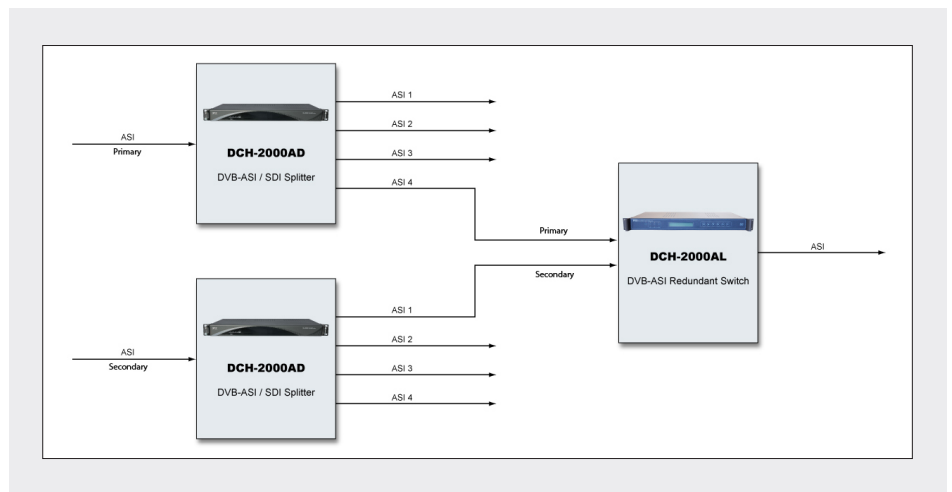 ASI
Primary
DCH-2000AD
DVB-ASI / SDI Splitter
ASI 1
ASI 2
ASI 3
ASI 4
Primary
Secondary
DCH-2000AL
DVB-ASI Redundant Switch
ASI
ASI
Secondary
DCH-2000AD
DVB-ASI / SDI Splitter
ASI 1
ASI 2
ASI 3
ASI 4